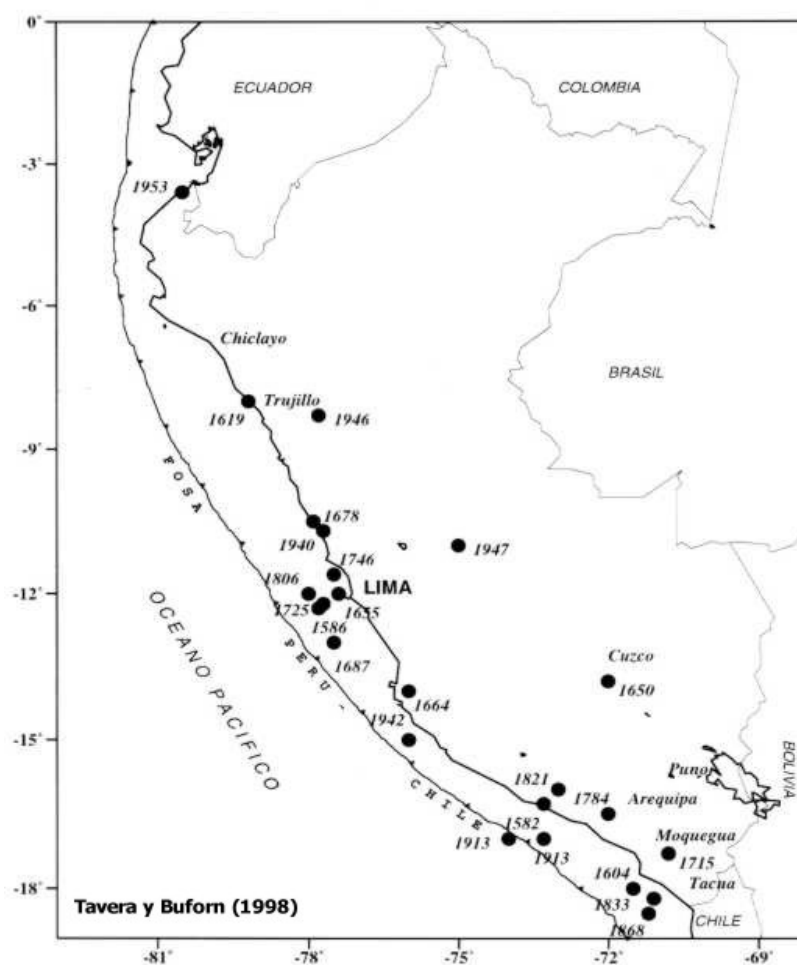 0°
ECUADOR
COLOMBIA
-3°
1953
-6°
Chiclayo
BRASIL
Trujillo
1619
1946
-9°
FOSA
1678
1940
1947
1746
1806
LIMA
-12°
1725
1655
1586
OCEANO PACIFICO
1687
PERU-
Cuzco
1650
1664
1942
-15°
BOLIVIA
Puno
1821
1784
Arequipa
CHILE
1582
Moquegua
1913
1913
1715
1604
Tacna
-18°
Tavera y Buforn (1998)
1833
CHILE
1868
-81°
-78°
-75°
-72°
-69°